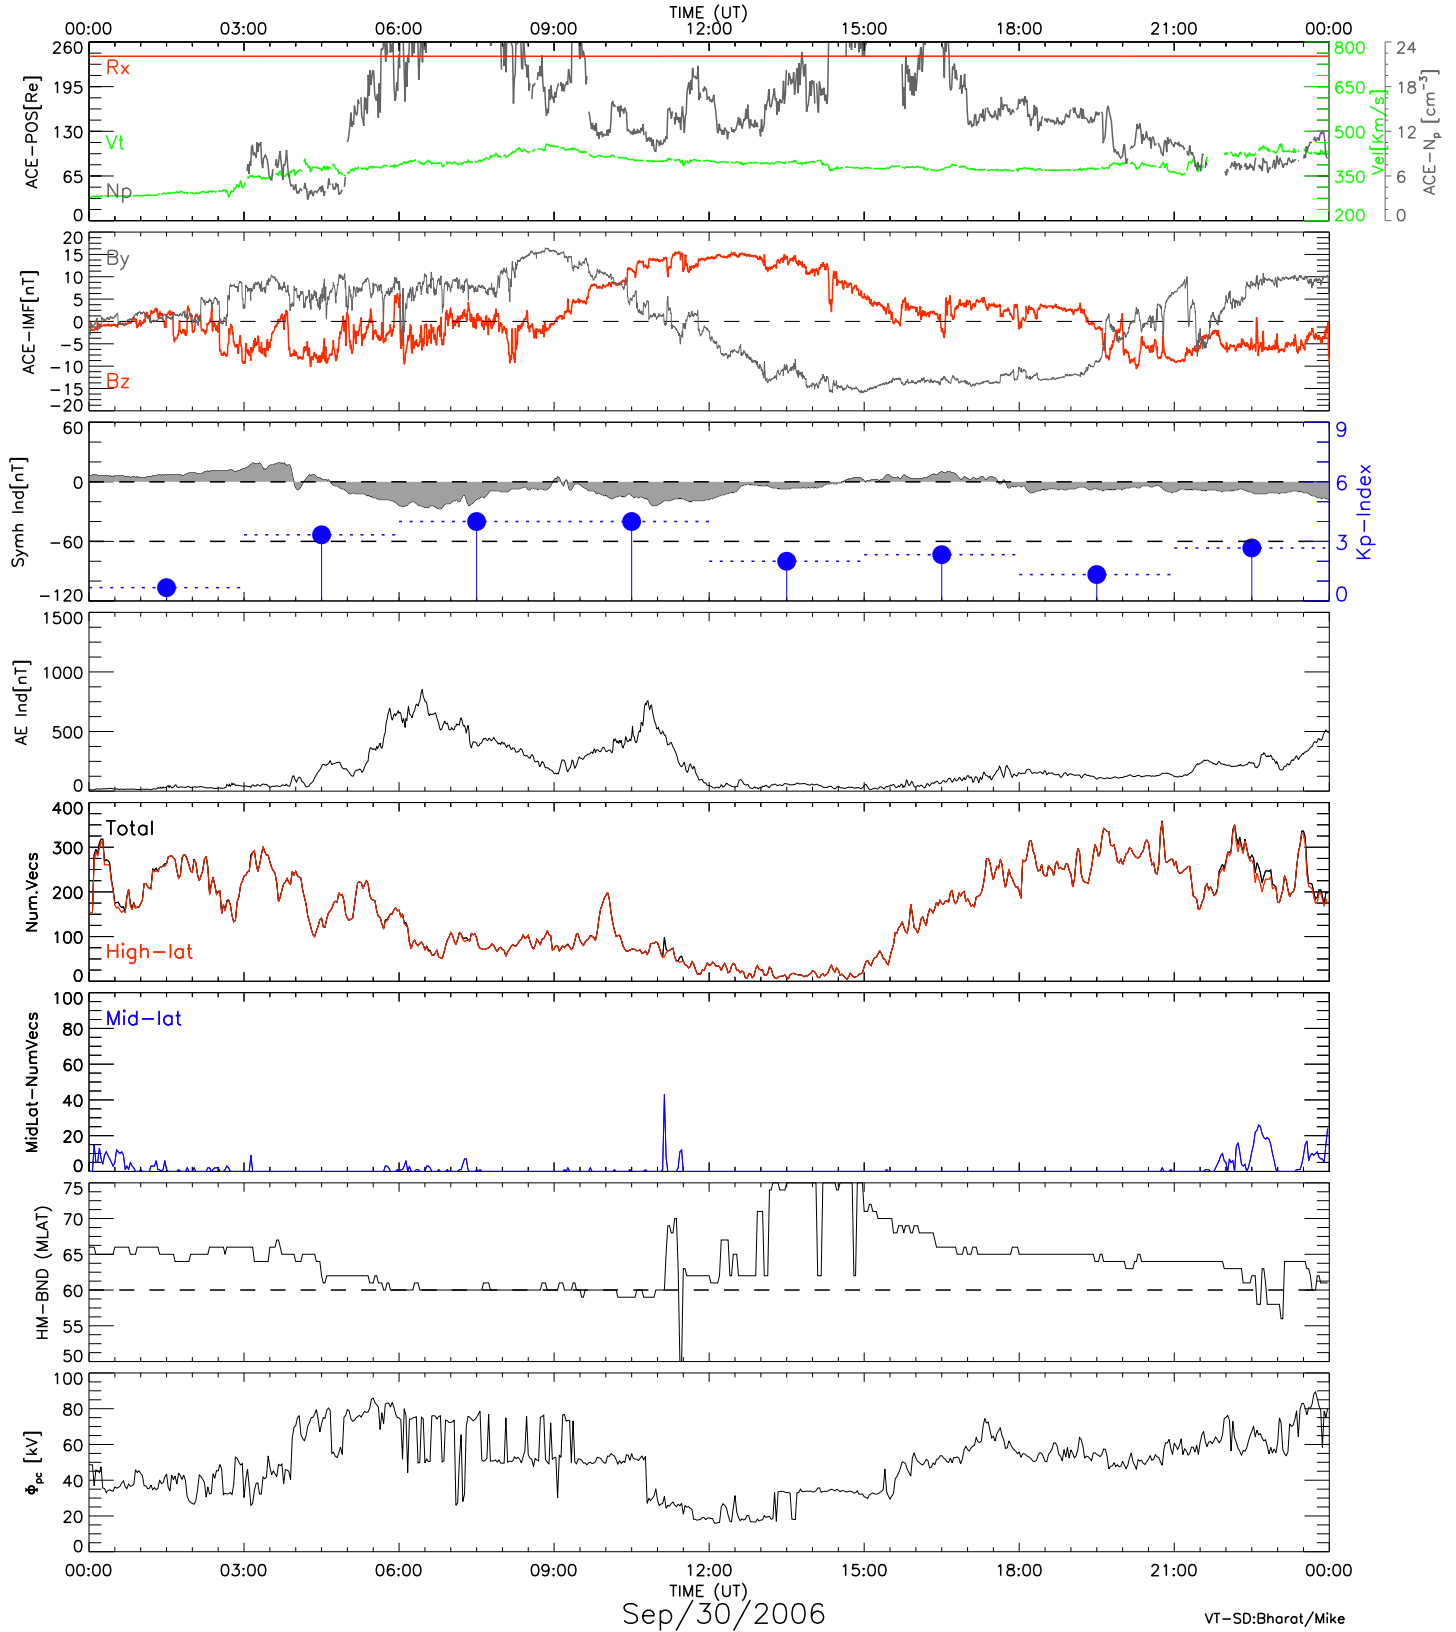 TIME (UT)
00:00 03:00 06:00 09:00 12:00 15:00 18:00 21:00 00:00
ACE-POS[Re]
260
195
130
65
0
Rx
Vt
Np
800
650
500
350
200
Vel[Km/s]
24
18
12
6
0
ACE-Np [cm⁻³]
ACE-IMF[nT]
20
15
10
5
0
-5
-10
-15
-20
By
Bz
Symh Ind[nT]
60
0
-60
-120
9
6
3
0
Kp-Index
AE Ind[nT]
1500
1000
500
0
Num.Vecs
400
300
200
100
0
Total
High-lat
MidLat-NumVecs
100
80
60
40
20
0
Mid-lat
HM-BND (MLAT)
75
70
65
60
55
50
Φpc [kV]
100
80
60
40
20
0
00:00 03:00 06:00 09:00 12:00 15:00 18:00 21:00 00:00
TIME (UT)
Sep/30/2006
VT-SD:Bharat/Mike